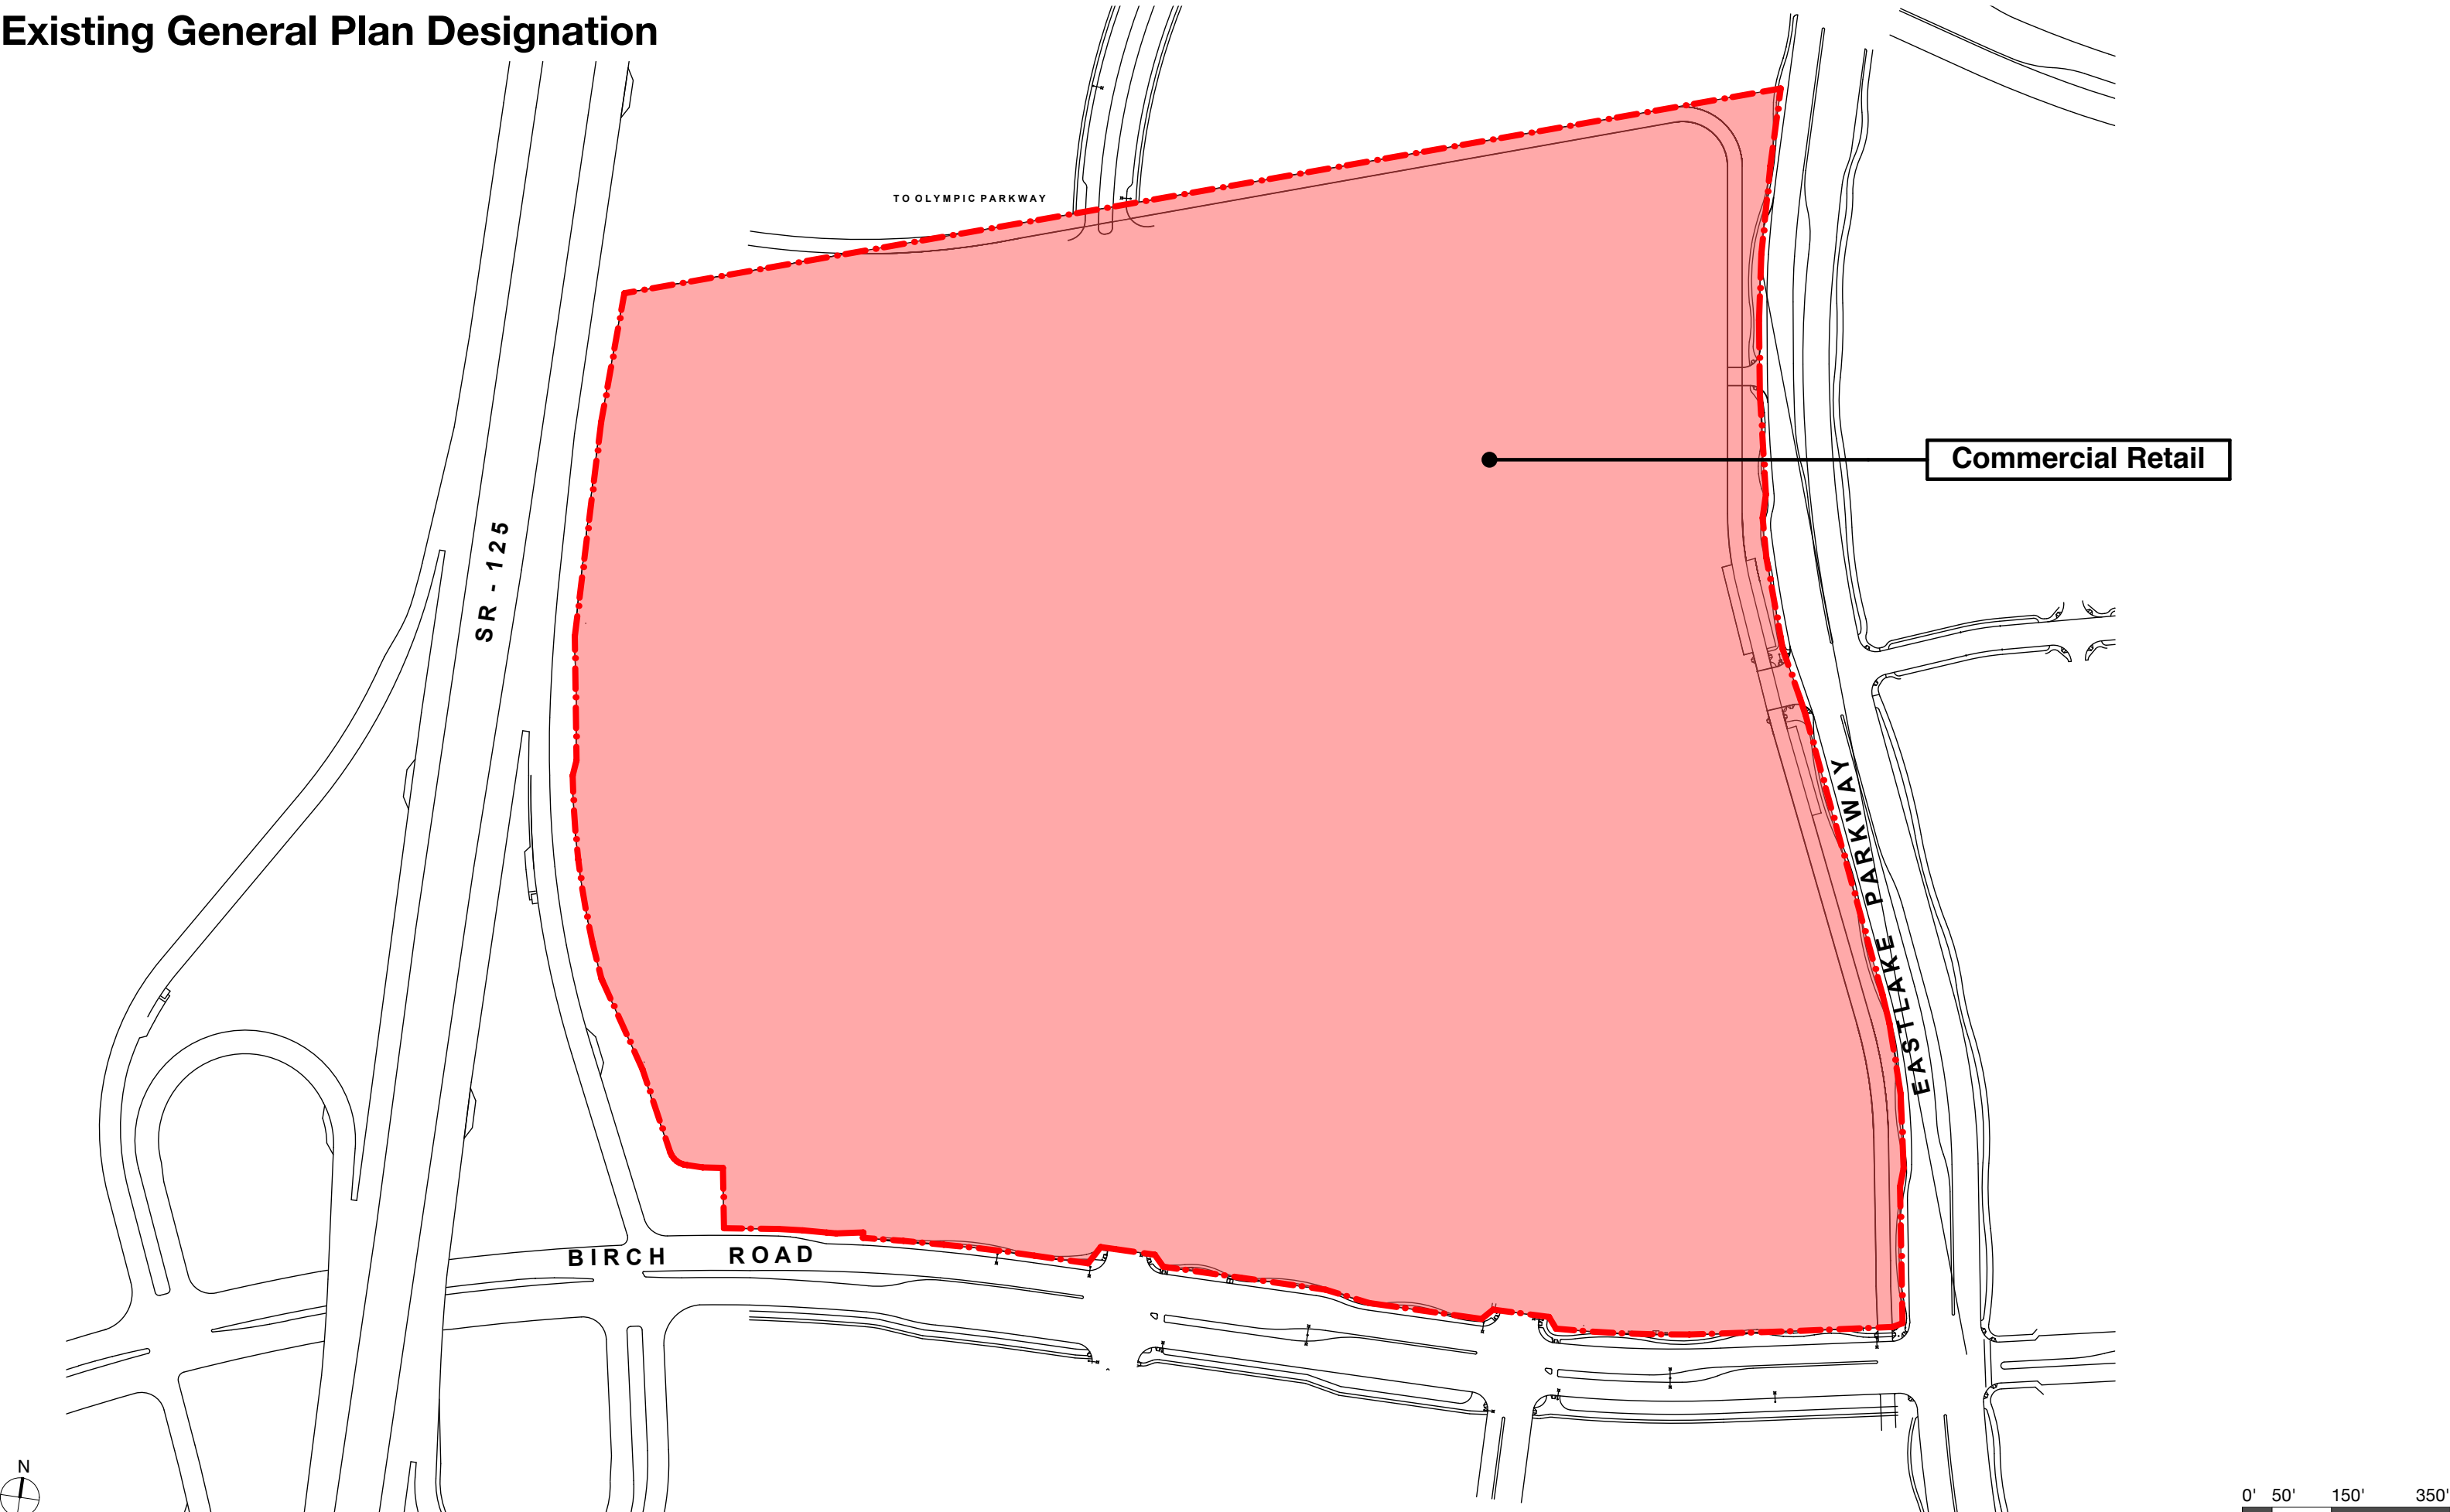 Existing General Plan Designation
TO OLYMPIC PARKWAY
Commercial Retail
SR - 125
EASTLAKE PARKWAY
BIRCH ROAD
N
0' 50' 150' 350'